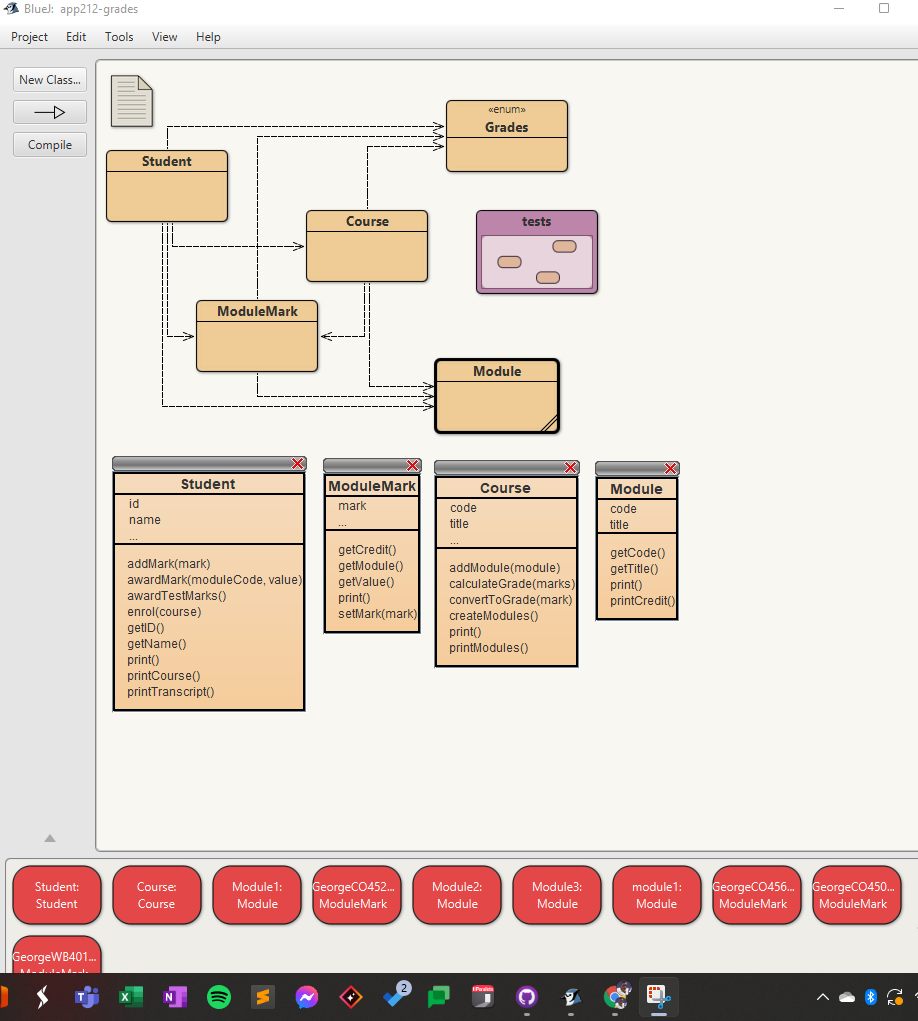 BlueJ: app212-grades
Project Edit Tools View Help
New Class...
Compile
«enum»
Grades
Student
Course
tests
ModuleMark
Module
Student
id
name
...
addMark(mark)
awardMark(moduleCode, value)
awardTestMarks()
enrol(course)
getID()
getName()
print()
printCourse()
printTranscript()
ModuleMark
mark
...
getCredit()
getModule()
getValue()
print()
setMark(mark)
Course
code
title
...
addModule(module)
calculateGrade(marks)
convertToGrade(mark)
createModules()
print()
printModules()
Module
code
title
getCode()
getTitle()
print()
printCredit()
Student:
Student
Course:
Course
Module1:
Module
GeorgeCO452...
ModuleMark
Module2:
Module
Module3:
Module
module1:
Module
GeorgeCO456...
ModuleMark
GeorgeCO450...
ModuleMark
GeorgeWB401...
ModuleMark
2